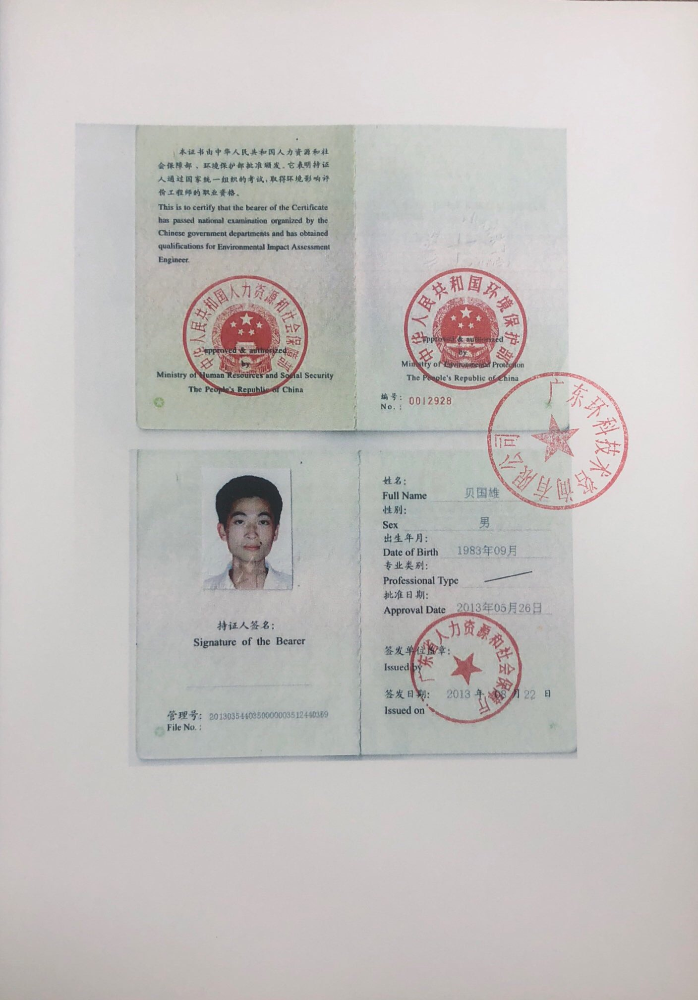 本证书由中华人民共和国人力资源和社
会保障部、环境保护部批准颁发。它表明持证
人通过国家统一组织的考试,取得环境影响评
价工程师的职业资格。
This is to certify that the bearer of the Certificate
has passed national examination organized by the
Chinese government departments and has obtained
qualifications for Environmental Impact Assessment
Engineer.
中华人民共和国人力资源和社会保障部
approved & authorized
by
Ministry of Human Resources and Social Security
The People's Republic of China
中华人民共和国环境保护部
approved & authorized
by
Ministry of Environmental Protection
The People's Republic of China
编号:
No.:
0012928
广东环科技术咨询有限公司
持证人签名:
Signature of the Bearer
管理号: 2013035440350000003512440369
File No.:
姓名:
Full Name 贝国雄
性别:
Sex 男
出生年月:
Date of Birth 1983年09月
专业类别:
Professional Type
批准日期:
Approval Date 2013年05月26日
签发单位盖章:
Issued by
广东省人力资源和社会保障厅
签发日期: 2013 年 08 月 22 日
Issued on